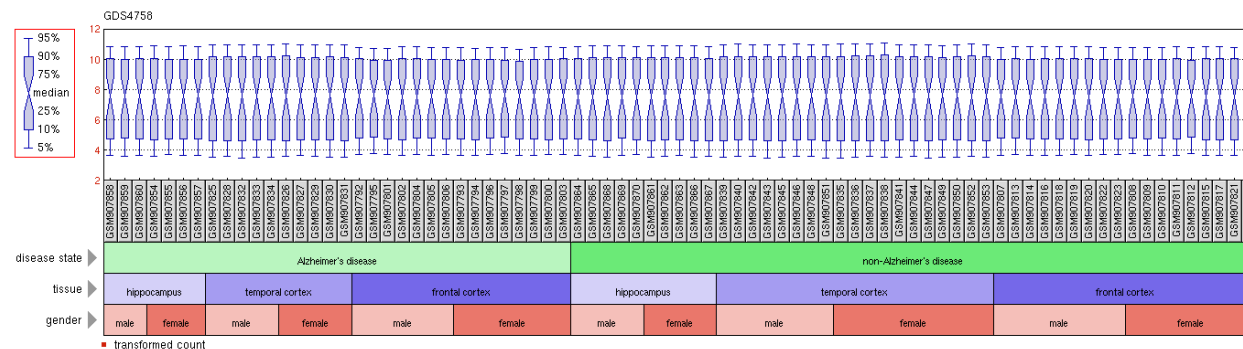 GDS4758
95%
90%
75%
median
25%
10%
5%
12
10
8
6
4
2
GSM907858
GSM907859
GSM907860
GSM907854
GSM907855
GSM907856
GSM907857
GSM907825
GSM907828
GSM907832
GSM907833
GSM907834
GSM907826
GSM907827
GSM907829
GSM907830
GSM907831
GSM907792
GSM907795
GSM907801
GSM907802
GSM907804
GSM907805
GSM907806
GSM907793
GSM907794
GSM907796
GSM907797
GSM907798
GSM907799
GSM907800
GSM907803
GSM907864
GSM907865
GSM907868
GSM907869
GSM907870
GSM907861
GSM907862
GSM907863
GSM907866
GSM907867
GSM907839
GSM907840
GSM907842
GSM907843
GSM907845
GSM907846
GSM907848
GSM907851
GSM907835
GSM907836
GSM907837
GSM907838
GSM907841
GSM907844
GSM907847
GSM907849
GSM907850
GSM907852
GSM907853
GSM907807
GSM907813
GSM907814
GSM907816
GSM907818
GSM907819
GSM907820
GSM907822
GSM907823
GSM907808
GSM907809
GSM907810
GSM907811
GSM907812
GSM907815
GSM907817
GSM907821
disease state Alzheimer's disease non-Alzheimer's disease
tissue hippocampus temporal cortex frontal cortex hippocampus temporal cortex frontal cortex
gender male female male female male female male female male female male female
transformed count